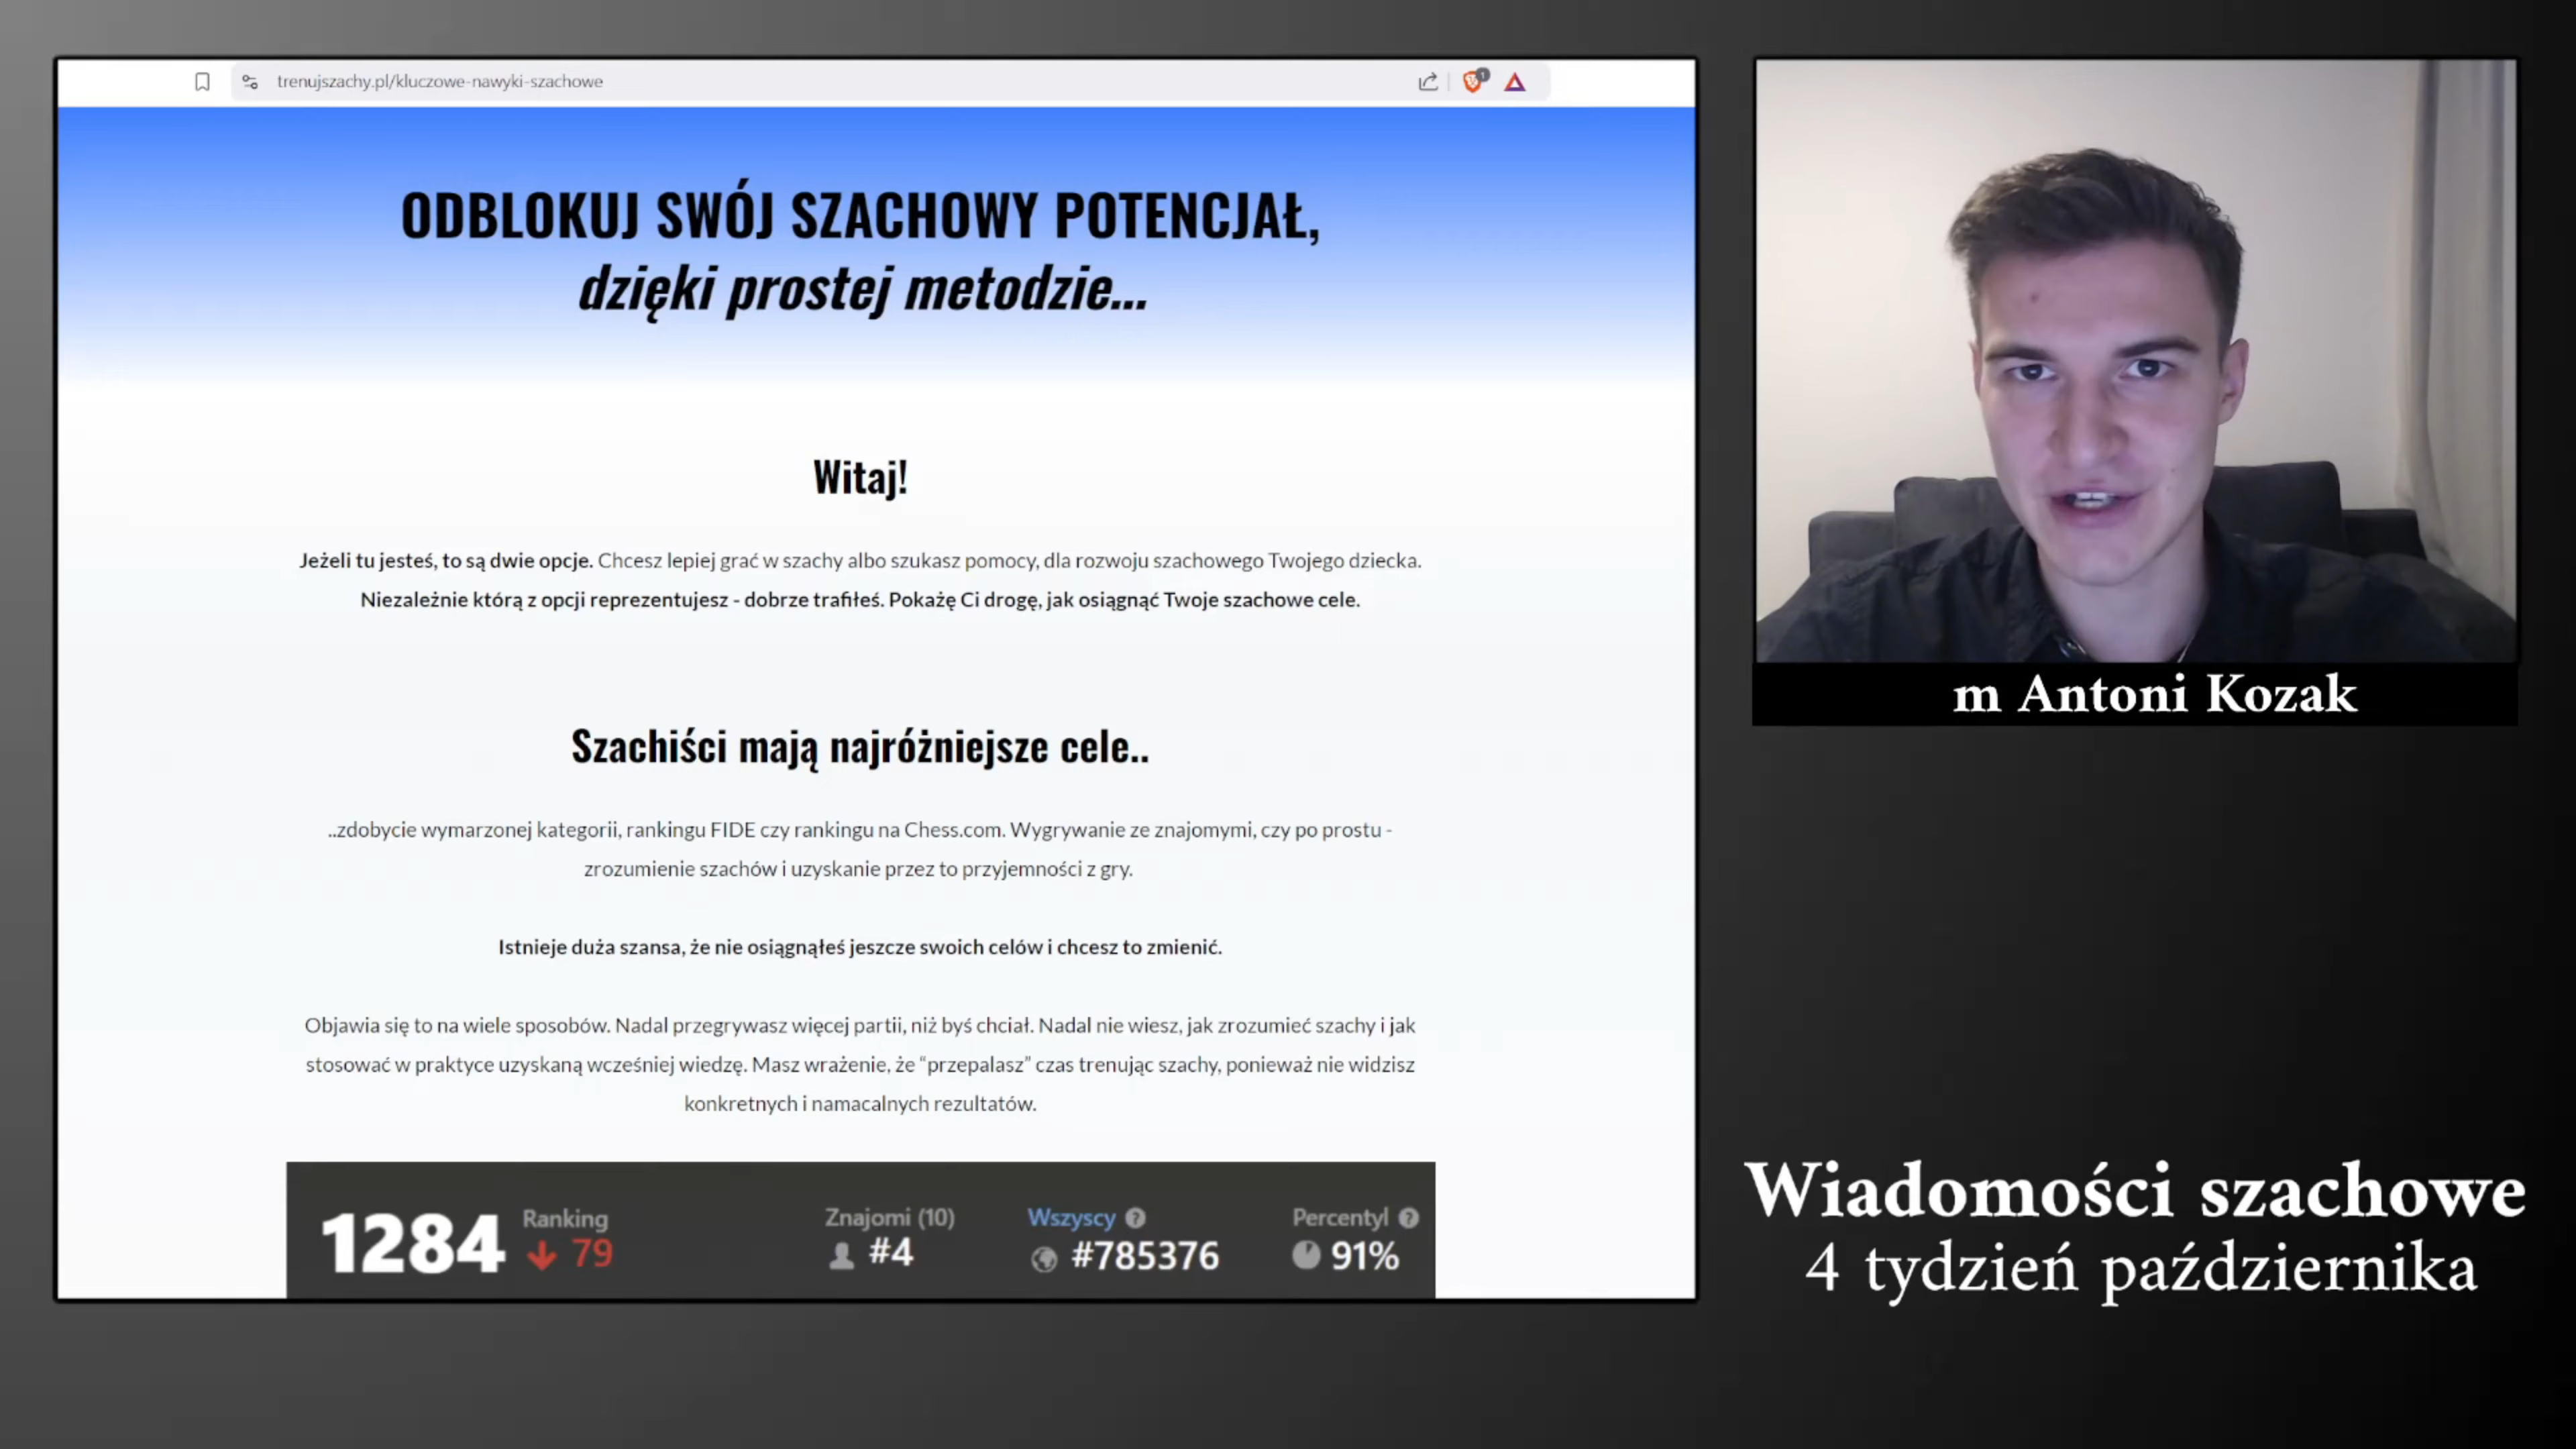 trenujszachy.pl/kluczowe-nawyki-szachowe
1
ODBLOKUJ SWÓJ SZACHOWY POTENCJAŁ,
dzięki prostej metodzie...
Witaj!
Jeżeli tu jesteś, to są dwie opcje. Chcesz lepiej grać w szachy albo szukasz pomocy, dla rozwoju szachowego Twojego dziecka.
Niezależnie którą z opcji reprezentujesz - dobrze trafiłeś. Pokażę Ci drogę, jak osiągnąć Twoje szachowe cele.
Szachiści mają najróżniejsze cele..
..zdobycie wymarzonej kategorii, rankingu FIDE czy rankingu na Chess.com. Wygrywanie ze znajomymi, czy po prostu -
zrozumienie szachów i uzyskanie przez to przyjemności z gry.
Istnieje duża szansa, że nie osiągnąłeś jeszcze swoich celów i chcesz to zmienić.
Objawia się to na wiele sposobów. Nadal przegrywasz więcej partii, niż byś chciał. Nadal nie wiesz, jak zrozumieć szachy i jak
stosować w praktyce uzyskaną wcześniej wiedzę. Masz wrażenie, że “przepalasz” czas trenując szachy, ponieważ nie widzisz
konkretnych i namacalnych rezultatów.
1284 Ranking 79
Znajomi (10) #4
Wszyscy ? #785376
Percentyl ? 91%
m Antoni Kozak
Wiadomości szachowe
4 tydzień października